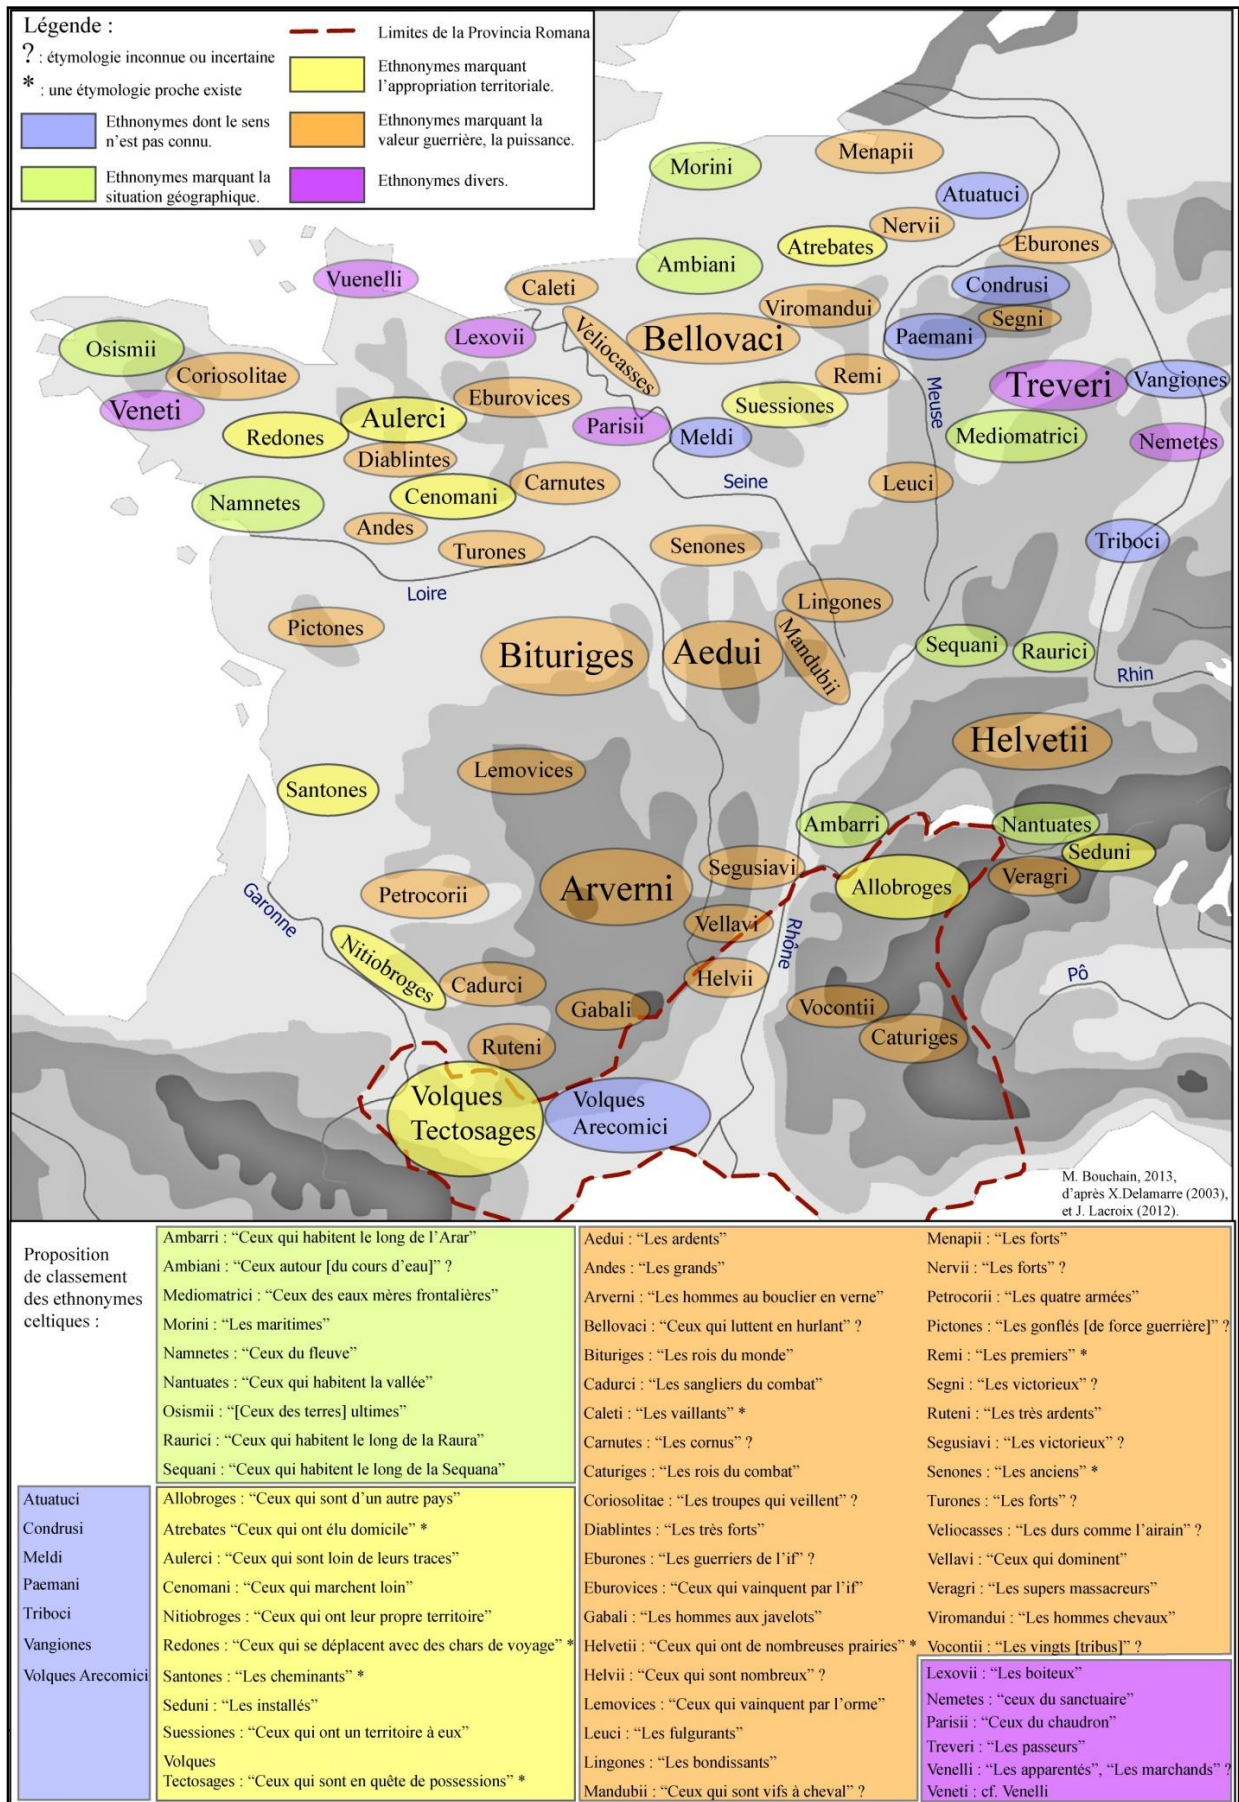 Légende :
? : étymologie inconnue ou incertaine
* : une étymologie proche existe
Ethnonymes dont le sens
n’est pas connu.
Ethnonymes marquant la
situation géographique.
Limites de la Provincia Romana
Ethnonymes marquant
l’appropriation territoriale.
Ethnonymes marquant la
valeur guerrière, la puissance.
Ethnonymes divers.
Morini
Menapii
Atuatuci
Nervii
Atrebates
Eburones
Ambiani
Vuenelli
Caleti
Condrusi
Viromandui
Segni
Lexovii
Veliocasses
Bellovaci
Paemani
Osismii
Coriosolitae
Remi
Treveri
Vangiones
Veneti
Eburovices
Suessiones
Meuse
Redones
Aulerci
Parisii
Meldi
Mediomatrici
Nemetes
Diablintes
Carnutes
Seine
Leuci
Namnetes
Cenomani
Andes
Turones
Senones
Triboci
Loire
Lingones
Pictones
Bituriges
Aedui
Mandubii
Sequani
Raurici
Rhin
Helvetii
Lemovices
Santones
Ambarri
Nantuates
Seduni
Segusiavi
Veragri
Arverni
Allobroges
Petrocorii
Garonne
Vellavi
Rhône
Nitiobroges
Cadurci
Helvii
Pô
Gabali
Vocontii
Ruteni
Caturiges
Volques
Tectosages
Volques
Arecomici
M. Bouchain, 2013,
d’après X.Delamarre (2003),
et J. Lacroix (2012).
Proposition
de classement
des ethnonymes
celtiques :
Ambarri : “Ceux qui habitent le long de l’Arar”
Ambiani : “Ceux autour [du cours d’eau]” ?
Mediomatrici : “Ceux des eaux mères frontalières”
Morini : “Les maritimes”
Namnetes : “Ceux du fleuve”
Nantuates : “Ceux qui habitent la vallée”
Osismii : “[Ceux des terres] ultimes”
Raurici : “Ceux qui habitent le long de la Raura”
Sequani : “Ceux qui habitent le long de la Sequana”
Atuatuci
Condrusi
Meldi
Paemani
Triboci
Vangiones
Volques Arecomici
Allobroges : “Ceux qui sont d’un autre pays”
Atrebates “Ceux qui ont élu domicile” *
Aulerci : “Ceux qui sont loin de leurs traces”
Cenomani : “Ceux qui marchent loin”
Nitiobroges : “Ceux qui ont leur propre territoire”
Redones : “Ceux qui se déplacent avec des chars de voyage” *
Santones : “Les cheminants” *
Seduni : “Les installés”
Suessiones : “Ceux qui ont un territoire à eux”
Volques
Tectosages : “Ceux qui sont en quête de possessions” *
Aedui : “Les ardents”
Andes : “Les grands”
Arverni : “Les hommes au bouclier en verne”
Bellovaci : “Ceux qui luttent en hurlant” ?
Bituriges : “Les rois du monde”
Cadurci : “Les sangliers du combat”
Caleti : “Les vaillants” *
Carnutes : “Les cornus” ?
Caturiges : “Les rois du combat”
Coriosolitae : “Les troupes qui veillent” ?
Diablintes : “Les très forts”
Eburones : “Les guerriers de l’if” ?
Eburovices : “Ceux qui vainquent par l’if”
Gabali : “Les hommes aux javelots”
Helvetii : “Ceux qui ont de nombreuses prairies” *
Helvii : “Ceux qui sont nombreux” ?
Lemovices : “Ceux qui vainquent par l’orme”
Leuci : “Les fulgurants”
Lingones : “Les bondissants”
Mandubii : “Ceux qui sont vifs à cheval” ?
Menapii : “Les forts”
Nervii : “Les forts” ?
Petrocorii : “Les quatre armées”
Pictones : “Les gonflés [de force guerrière]” ?
Remi : “Les premiers” *
Segni : “Les victorieux” ?
Ruteni : “Les très ardents”
Segusiavi : “Les victorieux” ?
Senones : “Les anciens” *
Turones : “Les forts” ?
Veliocasses : “Les durs comme l’airain” ?
Vellavi : “Ceux qui dominent”
Veragri : “Les supers massacreurs”
Viromandui : “Les hommes chevaux”
Vocontii : “Les vingts [tribus]” ?
Lexovii : “Les boiteux”
Nemetes : “ceux du sanctuaire”
Parisii : “Ceux du chaudron”
Treveri : “Les passeurs”
Venelli : “Les apparentés”, “Les marchands” ?
Veneti : cf. Venelli